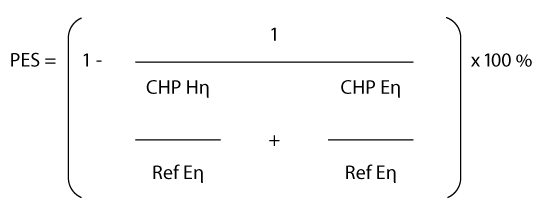 1
PES = ( 1 - ) x 100 %
CHP Hη CHP Eη
+
Ref Eη Ref Eη